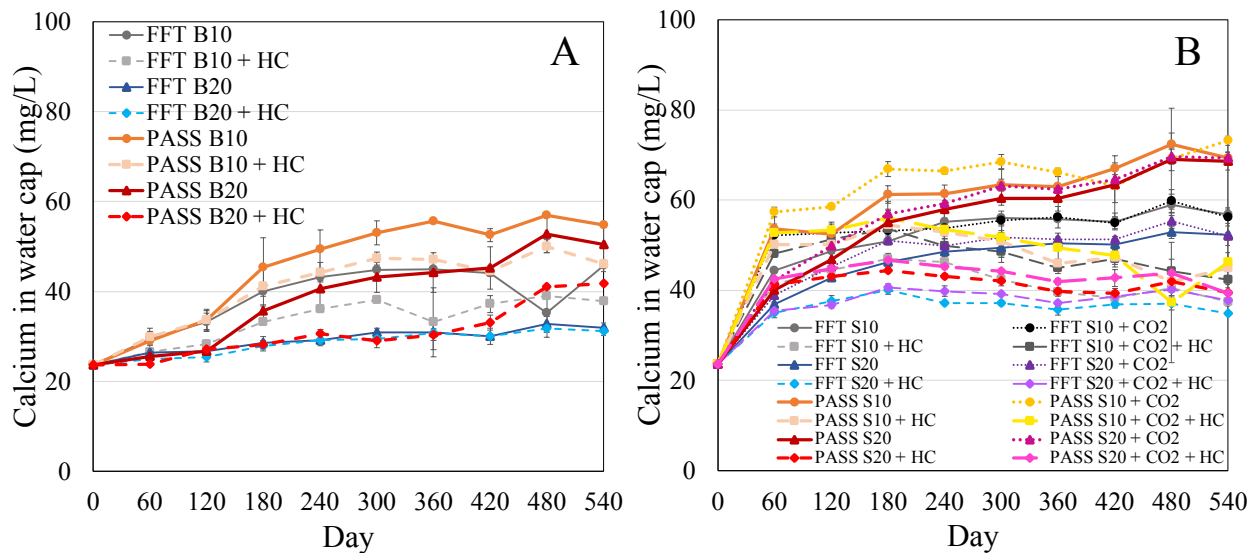 A
Calcium in water cap (mg/L)
100
80
60
40
20
0
FFT B10
FFT B10 + HC
FFT B20
FFT B20 + HC
PASS B10
PASS B10 + HC
PASS B20
PASS B20 + HC
0 60 120 180 240 300 360 420 480 540
Day
B
Calcium in water cap (mg/L)
100
80
60
40
20
0
FFT S10
FFT S10 + HC
FFT S20
FFT S20 + HC
PASS S10
PASS S10 + HC
PASS S20
PASS S20 + HC
FFT S10 + CO2
FFT S10 + CO2 + HC
FFT S20 + CO2
FFT S20 + CO2 + HC
PASS S10 + CO2
PASS S10 + CO2 + HC
PASS S20 + CO2
PASS S20 + CO2 + HC
0 60 120 180 240 300 360 420 480 540
Day